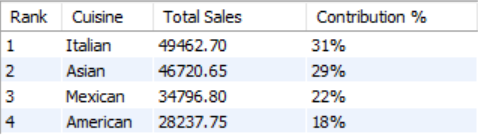 Rank Cuisine Total Sales Contribution %
1 Italian 49462.70 31%
2 Asian 46720.65 29%
3 Mexican 34796.80 22%
4 American 28237.75 18%